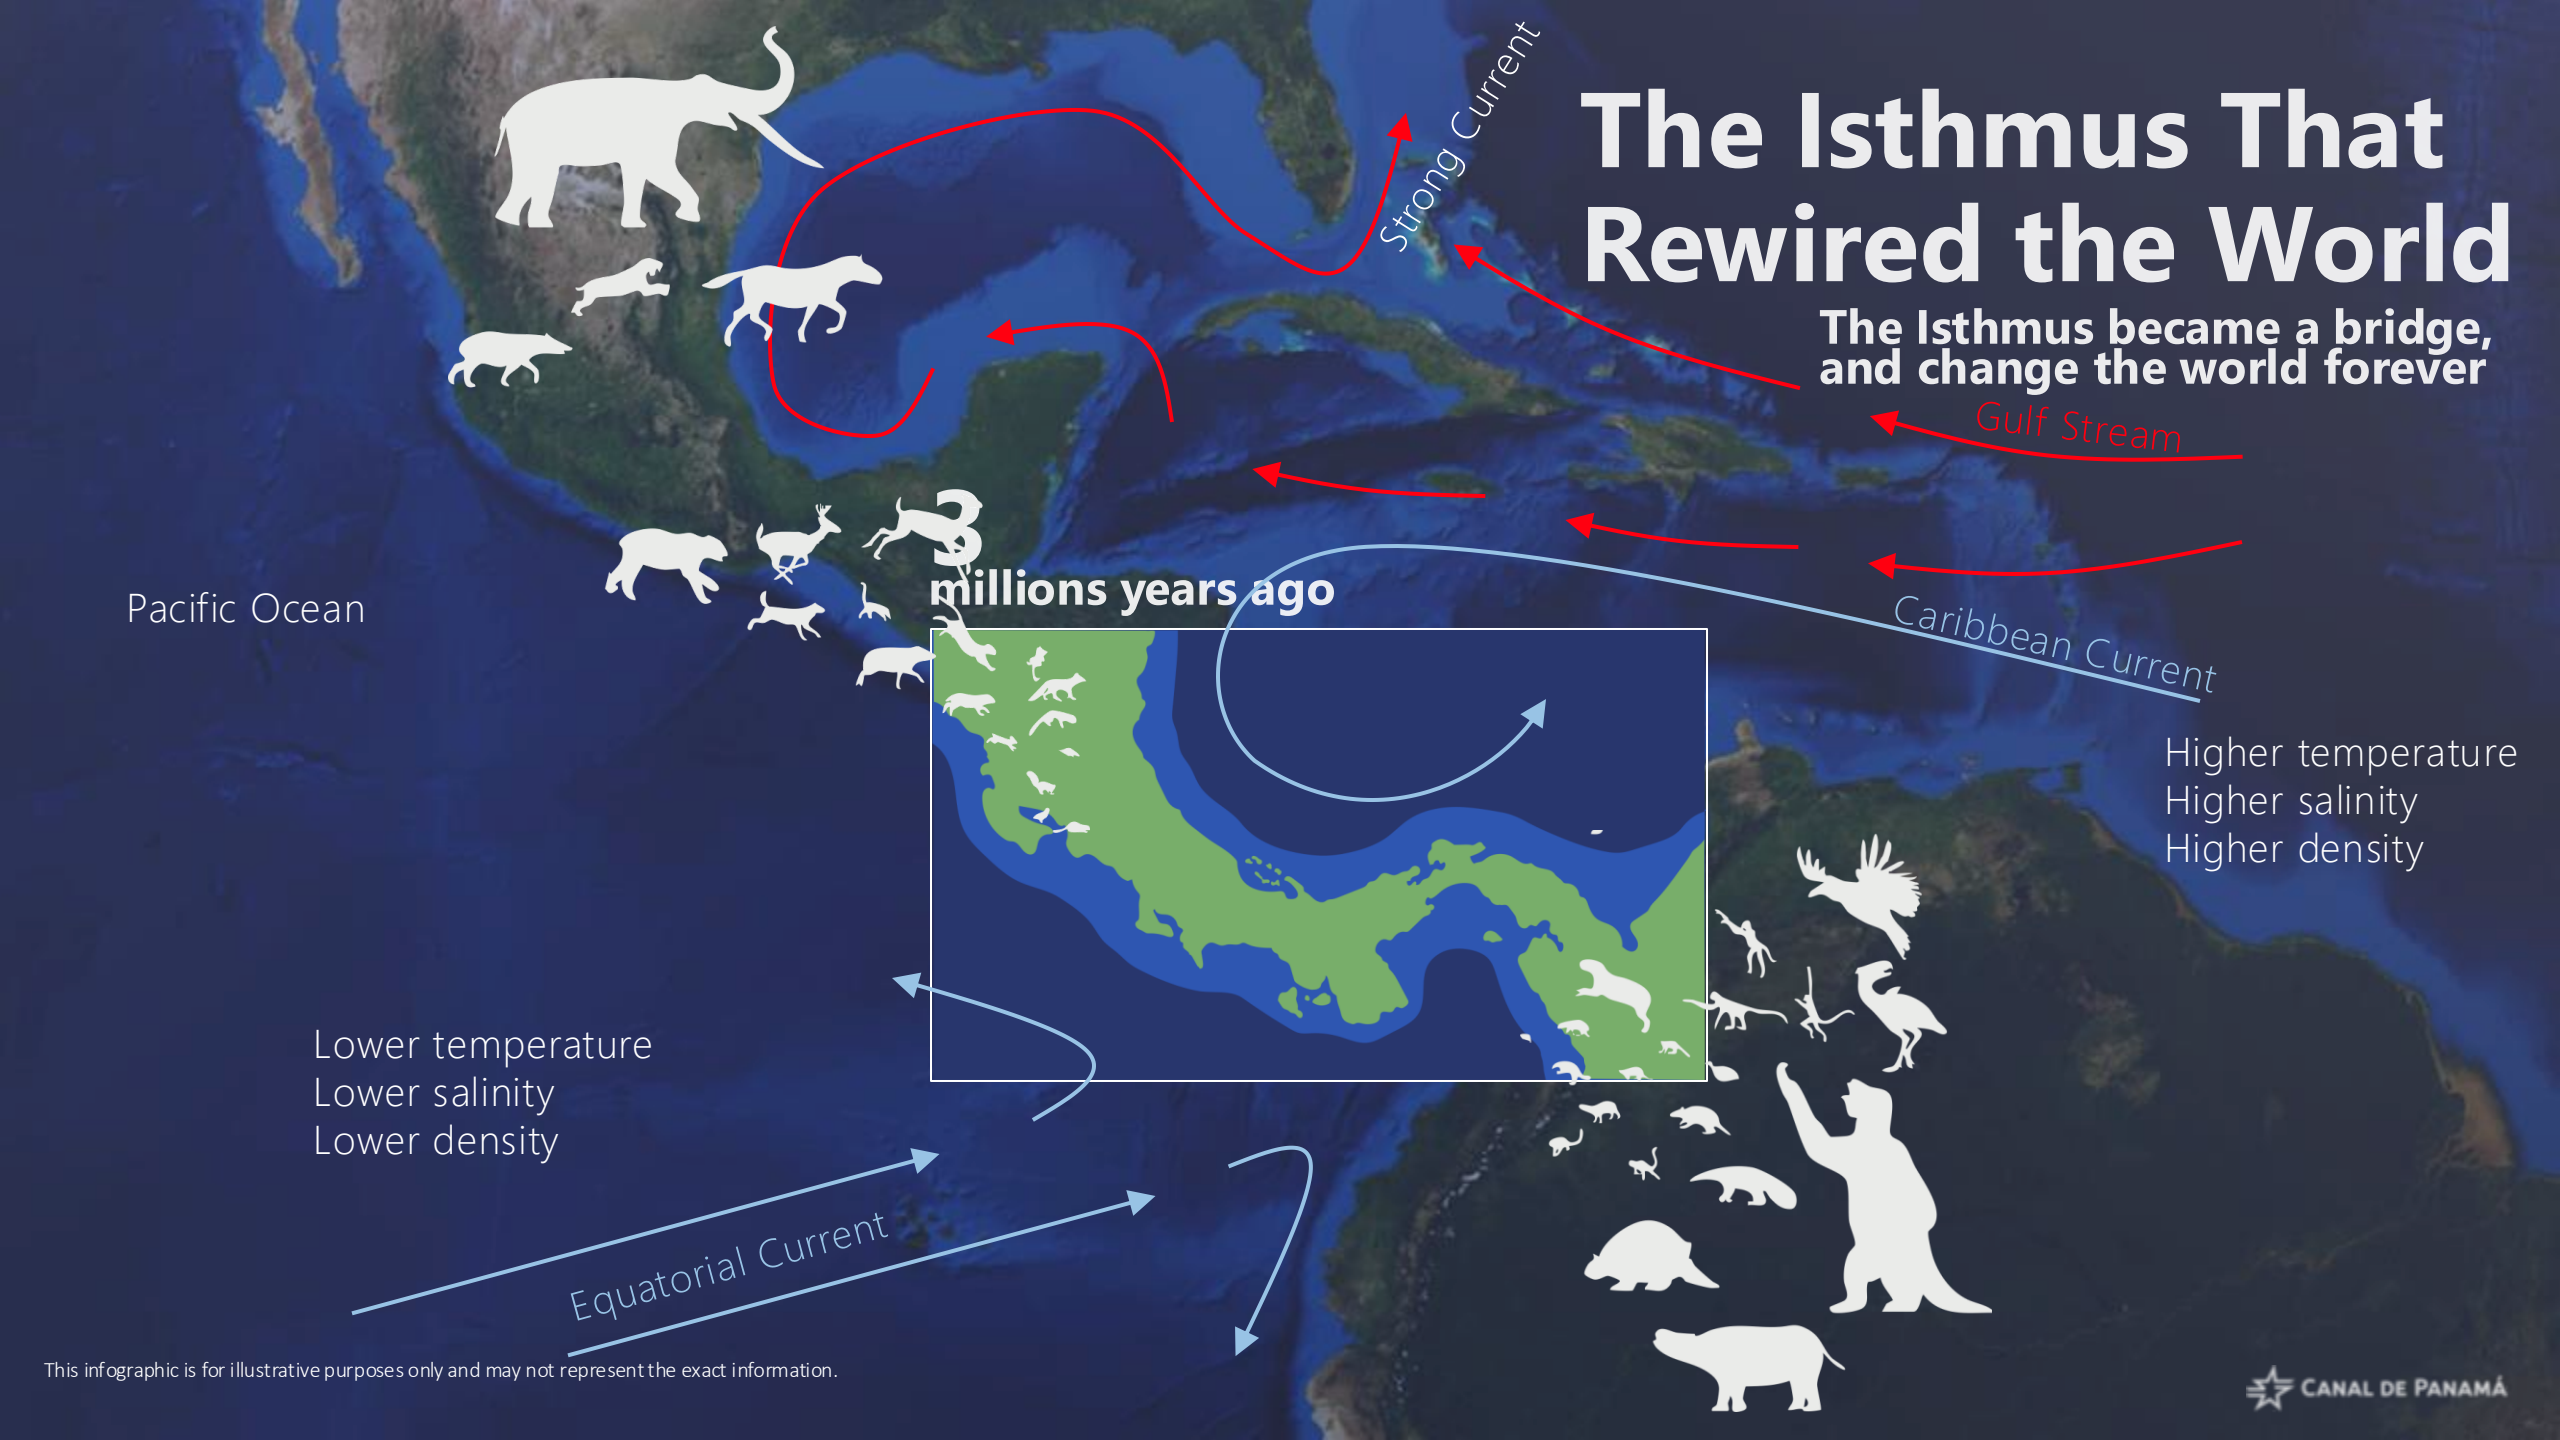 The Isthmus That
Rewired the World
The Isthmus became a bridge,
and change the world forever
Strong Current
Gulf Stream
3
millions years ago
Pacific Ocean
Caribbean Current
Higher temperature
Higher salinity
Higher density
Lower temperature
Lower salinity
Lower density
Equatorial Current
This infographic is for illustrative purposes only and may not represent the exact information.
CANAL DE PANAMÁ